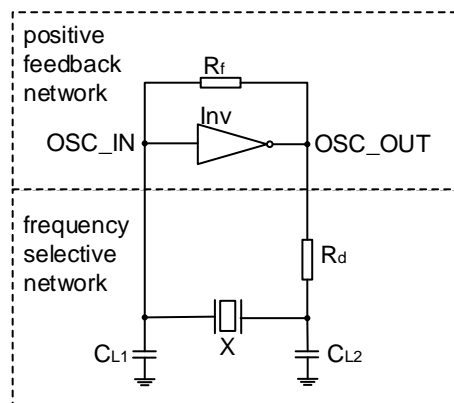 positive
feedback
network
Rf
Inv
OSC_IN
OSC_OUT
frequency
selective
network
Rd
X
CL1
CL2